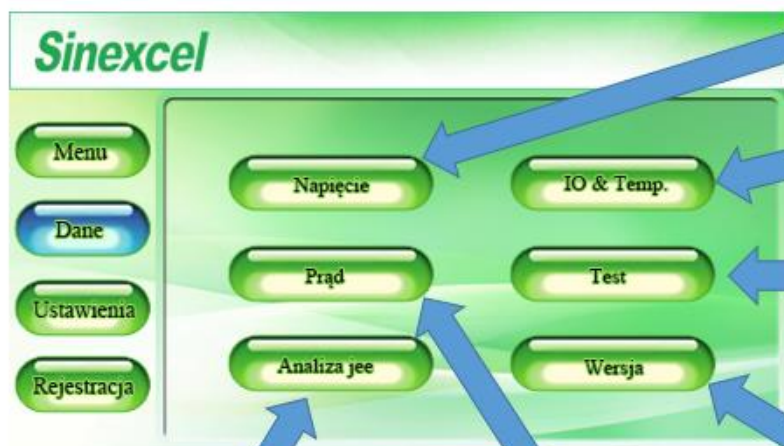 Sinexcel
Menu
Dane
Ustawienia
Rejestracja
Napięcie
IO & Temp.
Prąd
Test
Analiza jee
Wersja